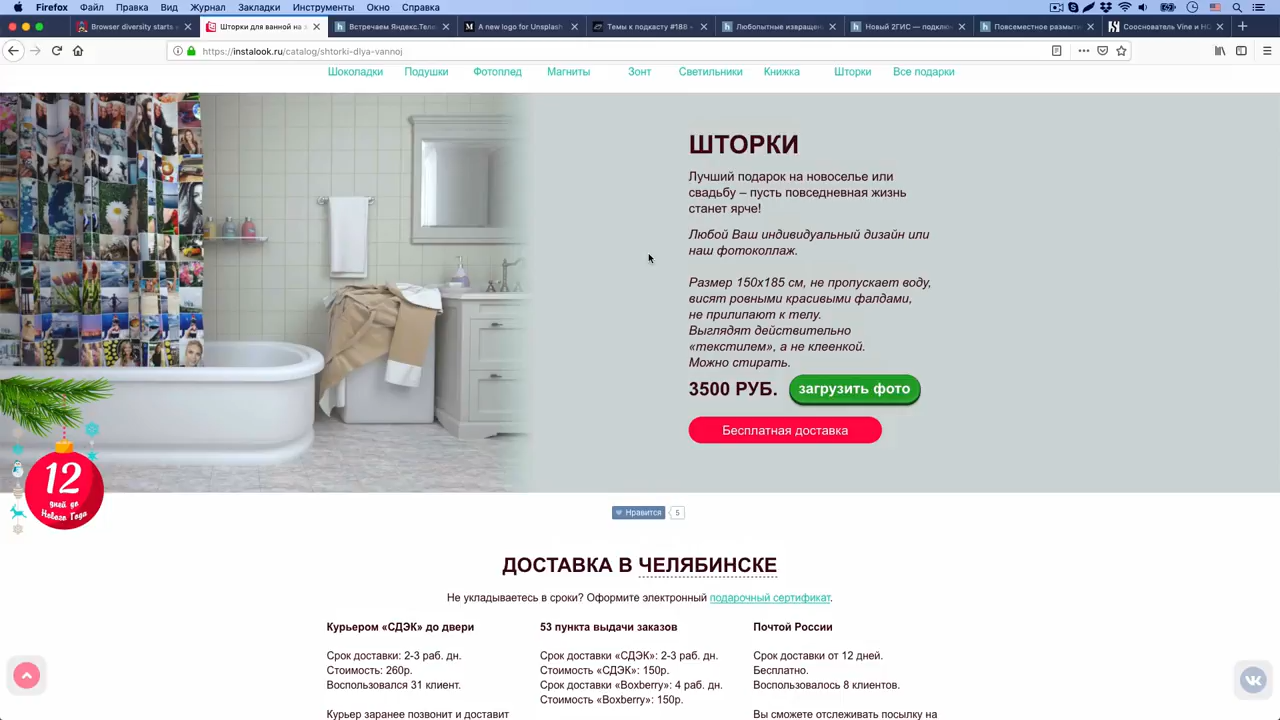 Firefox Файл Правка Вид Журнал Закладки Инструменты Окно Справка
Browser diversity starts
Шторки для ванной на
Встречаем Яндекс.Теле
A new logo for Unsplash
Темы к подкасту #188
Любопытные извращен
Новый 2ГИС — подклю
Повсеместное размыти
Сооснователь Vine и HQ
https://instalook.ru/catalog/shtorki-dlya-vannoj
Шоколадки Подушки Фотоплед Магниты Зонт Светильники Книжка Шторки Все подарки
ШТОРКИ
Лучший подарок на новоселье или
свадьбу – пусть повседневная жизнь
станет ярче!
Любой Ваш индивидуальный дизайн или
наш фотоколлаж.
Размер 150х185 см, не пропускает воду,
висят ровными красивыми фалдами,
не прилипают к телу.
Выглядят действительно
«текстилем», а не клеенкой.
Можно стирать.
3500 РУБ. загрузить фото
Бесплатная доставка
12
дней до
Нового Года
Нравится 5
ДОСТАВКА В ЧЕЛЯБИНСКЕ
Не укладываетесь в сроки? Оформите электронный подарочный сертификат.
Курьером «СДЭК» до двери
Срок доставки: 2-3 раб. дн.
Стоимость: 260р.
Воспользовался 31 клиент.
Курьер заранее позвонит и доставит
53 пункта выдачи заказов
Срок доставки «СДЭК»: 2-3 раб. дн.
Стоимость «СДЭК»: 150р.
Срок доставки «Boxberry»: 4 раб. дн.
Стоимость «Boxberry»: 150р.
Почтой России
Срок доставки от 12 дней.
Бесплатно.
Воспользовалось 8 клиентов.
Вы сможете отслеживать посылку на